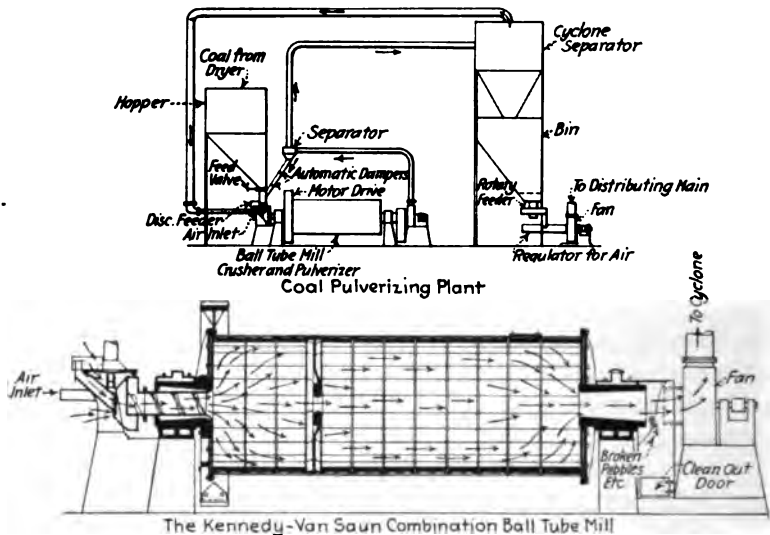 Coal from
Dryer
Hopper
Cyclone
Separator
Separator
Bin
Feed
Valve
Automatic Dampers
Motor Drive
Rotary
Feeder
To Distributing Main
Fan
Disc. Feeder
Air Inlet
Ball Tube Mill
Crusher and Pulverizer
Regulator for Air
Coal Pulverizing Plant
To Cyclone
Air
Inlet
Fan
Broken
Pebbles
Etc
Clean Out
Door
The Kennedy-Van Saun Combination Ball Tube Mill